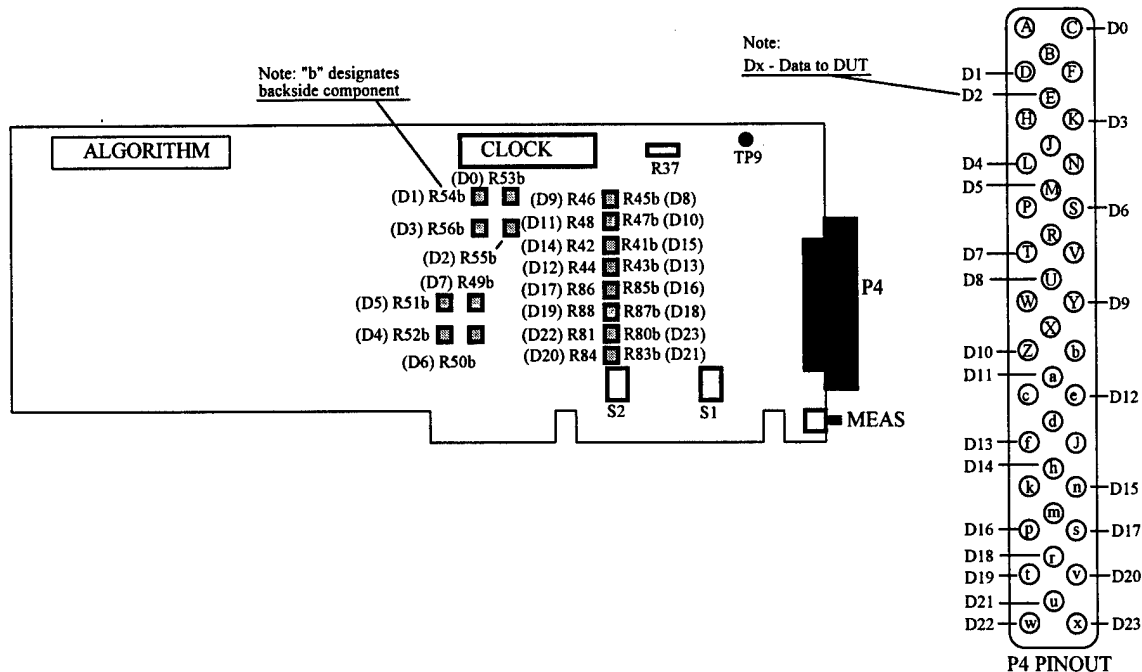 Note: "b" designates
backside component
Note:
Dx - Data to DUT
ALGORITHM
CLOCK
R37
TP9
(D0) R53b
(D1) R54b
(D3) R56b
(D2) R55b
(D7) R49b
(D5) R51b
(D4) R52b
(D6) R50b
(D9) R46 R45b (D8)
(D11) R48 R47b (D10)
(D14) R42 R41b (D15)
(D12) R44 R43b (D13)
(D17) R86 R85b (D16)
(D19) R88 R87b (D18)
(D22) R81 R80b (D23)
(D20) R84 R83b (D21)
S2
S1
P4
MEAS
A C D0
B
D1 D F
D2 E
H K D3
J
D4 L N
D5 M
P S D6
R
D7 T V
D8 U
W Y D9
X
D10 Z b
D11 a
c e D12
d
D13 f J
D14 h
k n D15
m
D16 p s D17
D18 r
D19 t v D20
D21 u
D22 w x D23
P4 PINOUT